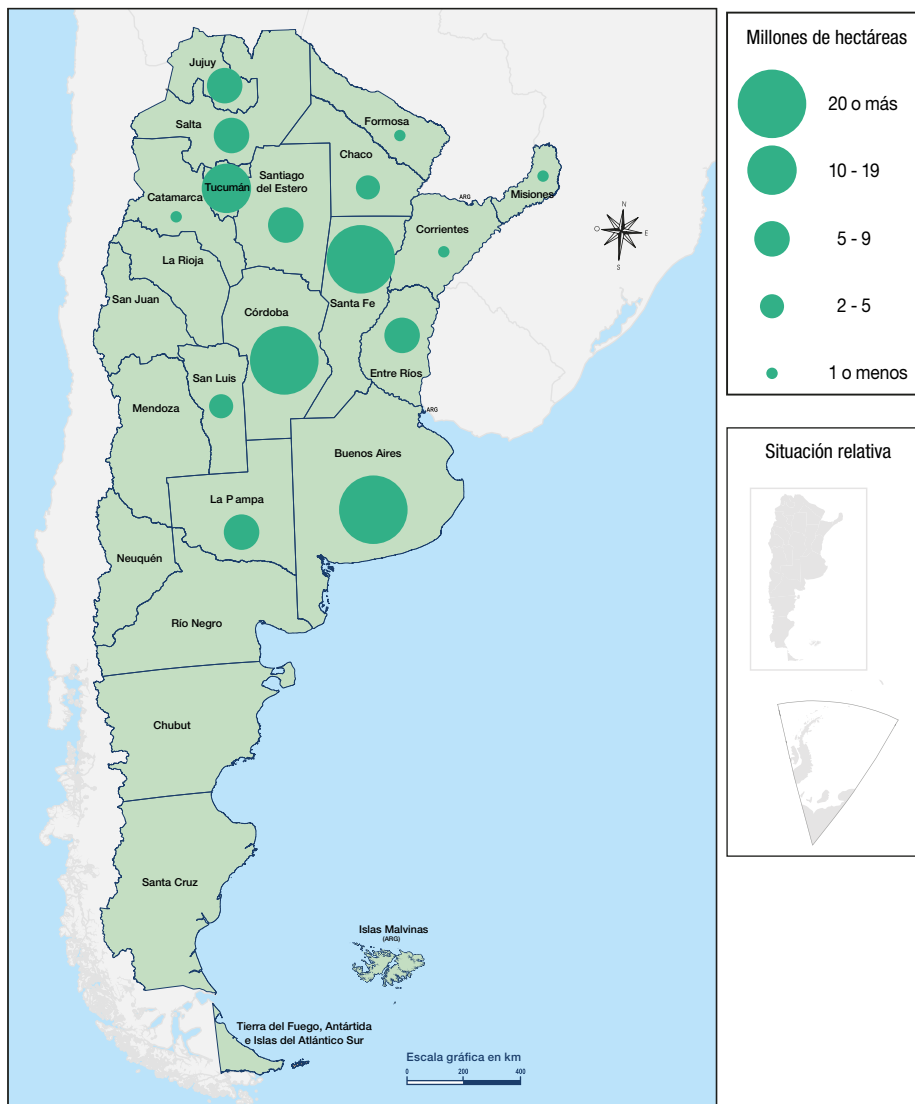 Jujuy
Salta
Formosa
Chaco
Santiago
del Estero
Tucumán
Catamarca
Misiones
ARG
Corrientes
La Rioja
San Juan
Santa Fe
Córdoba
San Luis
Entre Ríos
Mendoza
ARG
Buenos Aires
La Pampa
Neuquén
Río Negro
Chubut
Santa Cruz
Islas Malvinas
(ARG)
Tierra del Fuego, Antártida
e Islas del Atlántico Sur
Escala gráfica en km
0 200 400
N
O E
S
Millones de hectáreas
20 o más
10 - 19
5 - 9
2 - 5
1 o menos
Situación relativa